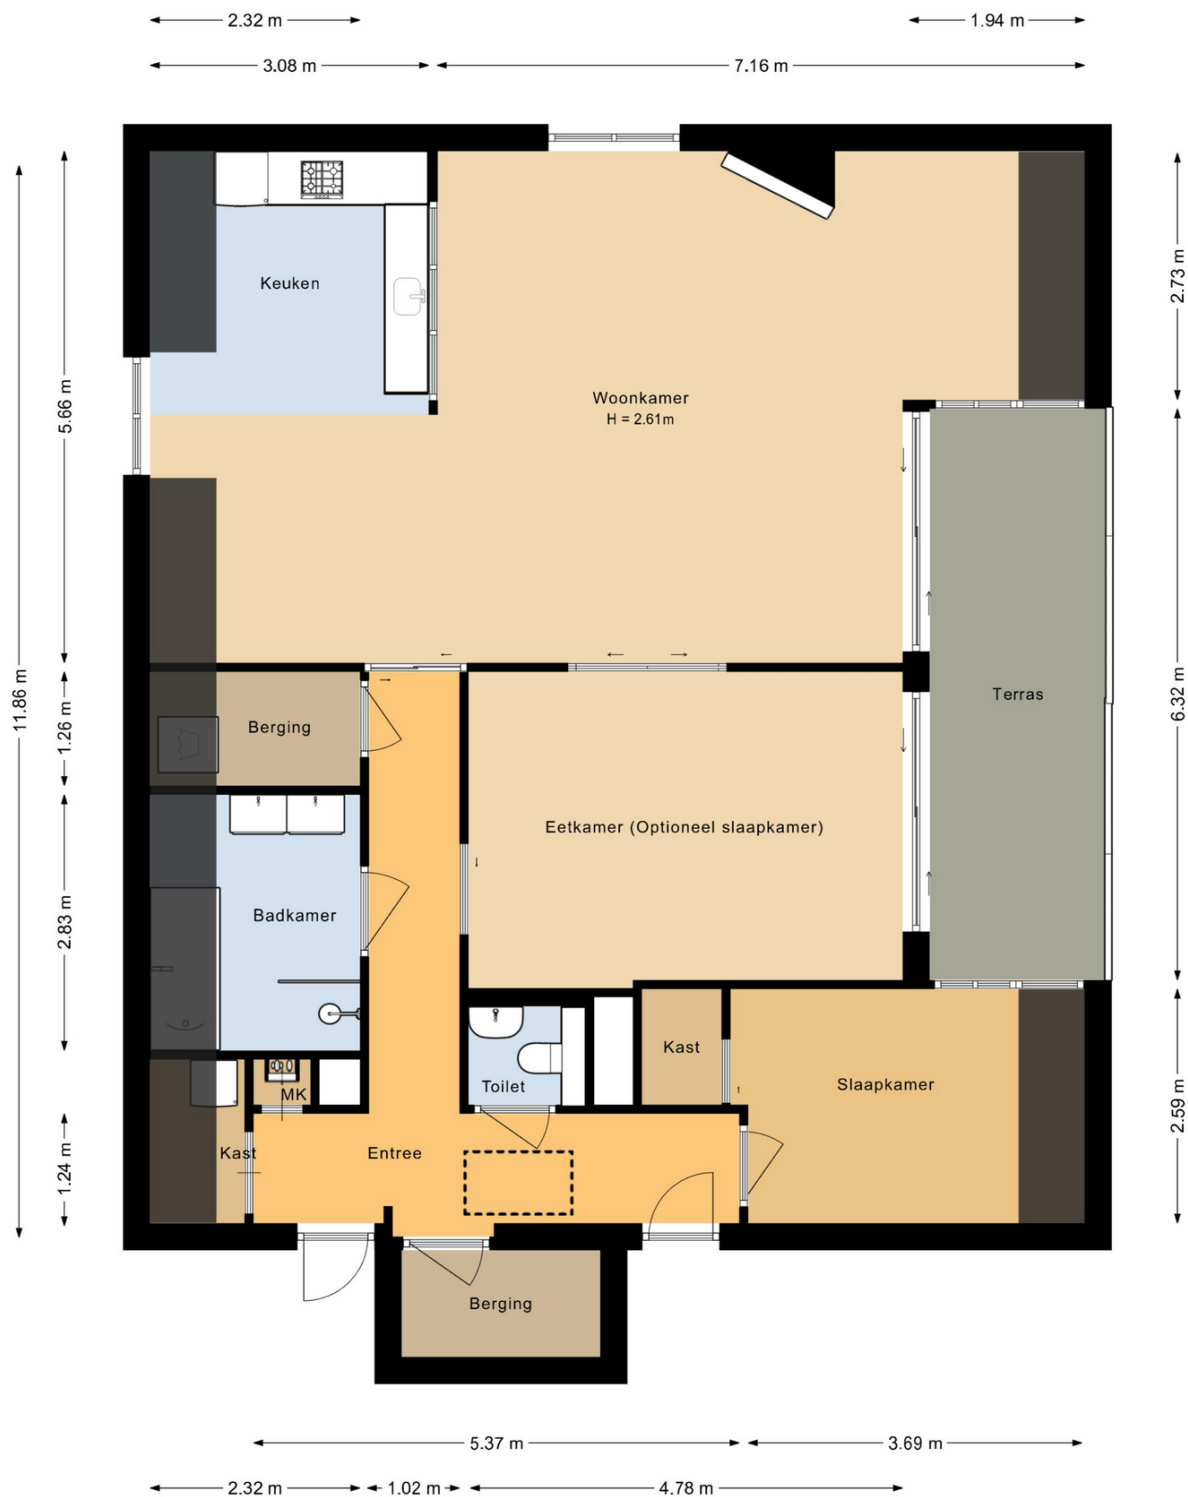 2.32 m
1.94 m
3.08 m
7.16 m
Keuken
2.73 m
Woonkamer
H = 2.61m
5.66 m
11.86 m
1.26 m
Berging
Terras
6.32 m
Eetkamer (Optioneel slaapkamer)
2.83 m
Badkamer
Kast
Toilet
Slaapkamer
MK
2.59 m
1.24 m
Kast
Entree
Berging
5.37 m
3.69 m
2.32 m
1.02 m
4.78 m